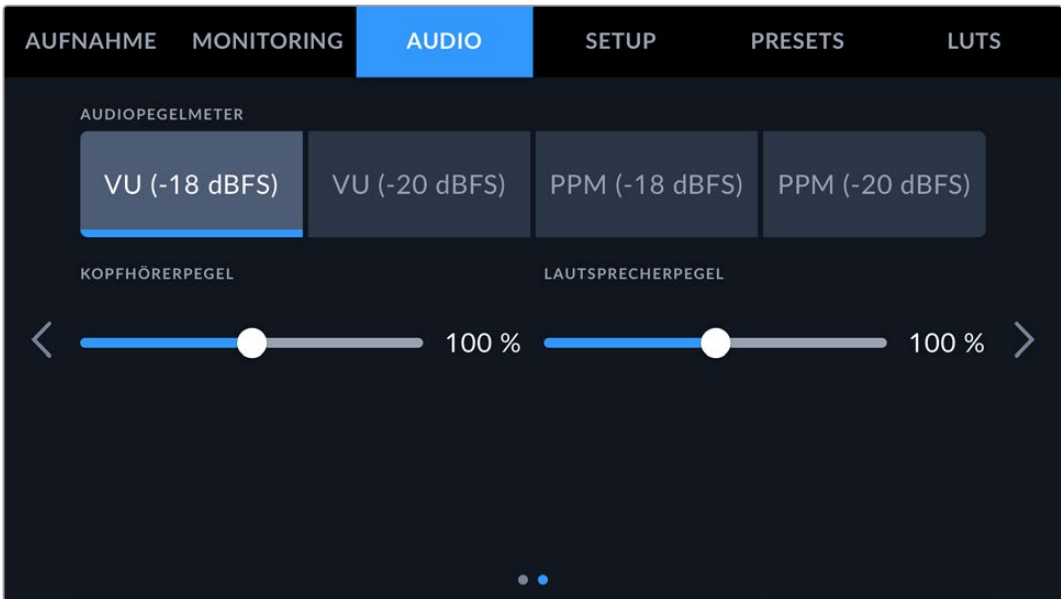 AUFNAHME MONITORING AUDIO SETUP PRESETS LUTS
AUDIOPEGELMETER
VU (-18 dBFS) VU (-20 dBFS) PPM (-18 dBFS) PPM (-20 dBFS)
KOPFHÖRERPEGEL LAUTSPRECHERPEGEL
100 % 100 %